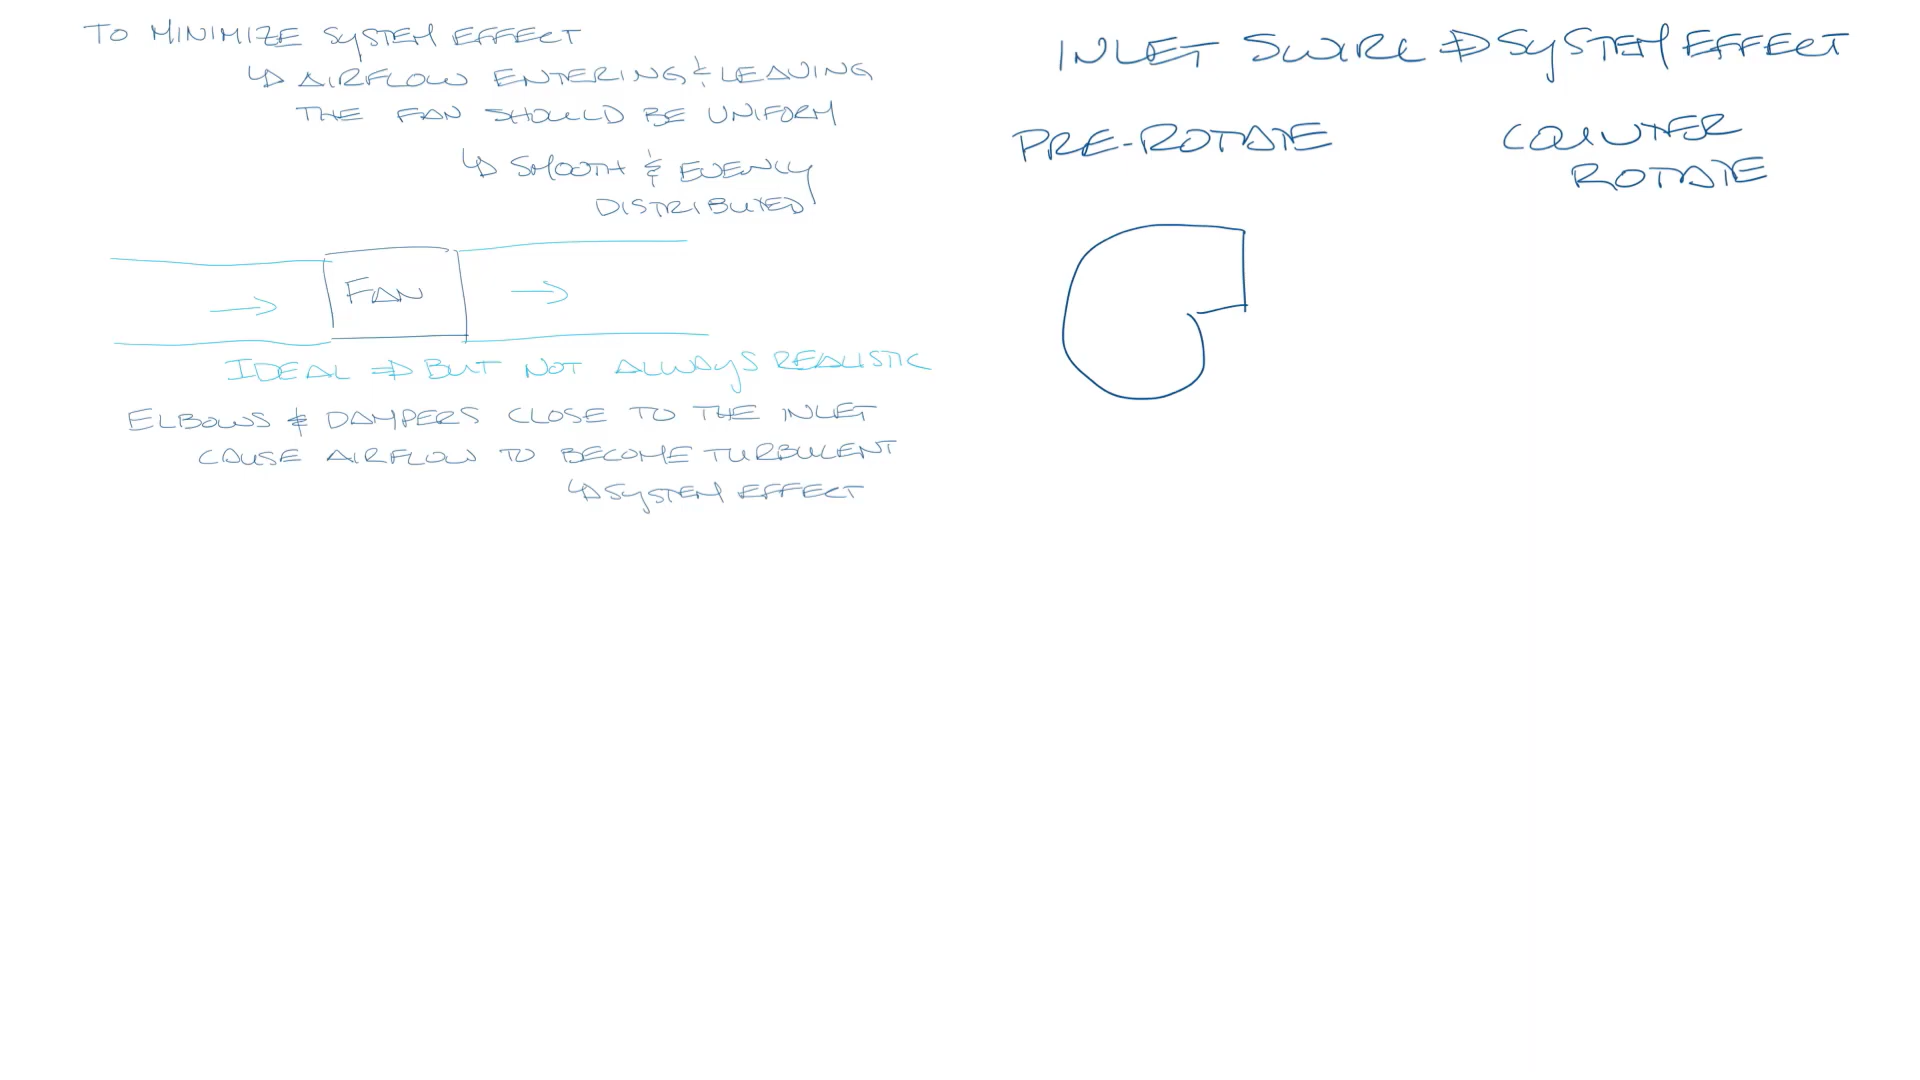 TO MINIMIZE SYSTEM EFFECT
↳ AIRFLOW ENTERING & LEAVING
THE FAN SHOULD BE UNIFORM
↳ SMOOTH & EVENLY
DISTRIBUTED
FAN
IDEAL ⇒ BUT NOT ALWAYS REALISTIC
ELBOWS & DAMPERS CLOSE TO THE INLET
CAUSE AIRFLOW TO BECOME TURBULENT
↳ SYSTEM EFFECT
INLET SWIRL ⇒ SYSTEM EFFECT
PRE-ROTATE
COUNTER
ROTATE